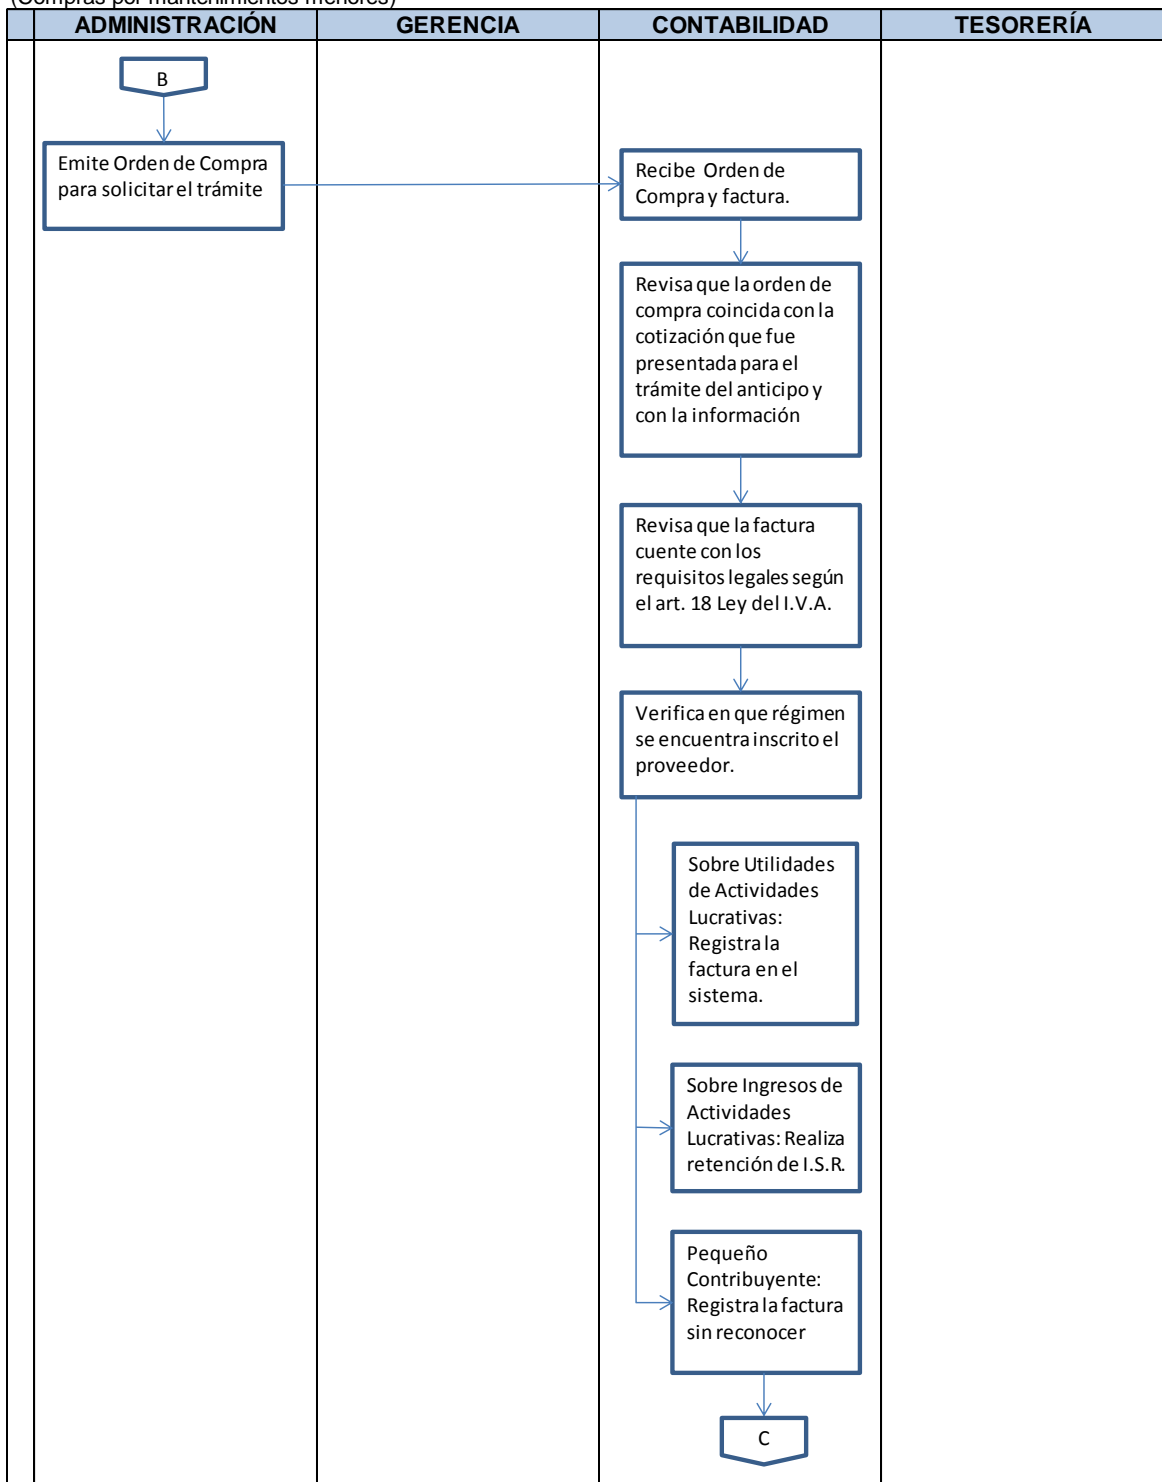 (Compras por mantenimientos menores)
ADMINISTRACIÓN GERENCIA CONTABILIDAD TESORERÍA
B
Emite Orden de Compra
para solicitar el trámite
Recibe Orden de
Compra y factura.
Revisa que la orden de
compra coincida con la
cotización que fue
presentada para el
trámite del anticipo y
con la información
Revisa que la factura
cuente con los
requisitos legales según
el art. 18 Ley del I.V.A.
Verifica en que régimen
se encuentra inscrito el
proveedor.
Sobre Utilidades
de Actividades
Lucrativas:
Registra la
factura en el
sistema.
Sobre Ingresos de
Actividades
Lucrativas: Realiza
retención de I.S.R.
Pequeño
Contribuyente:
Registra la factura
sin reconocer
C